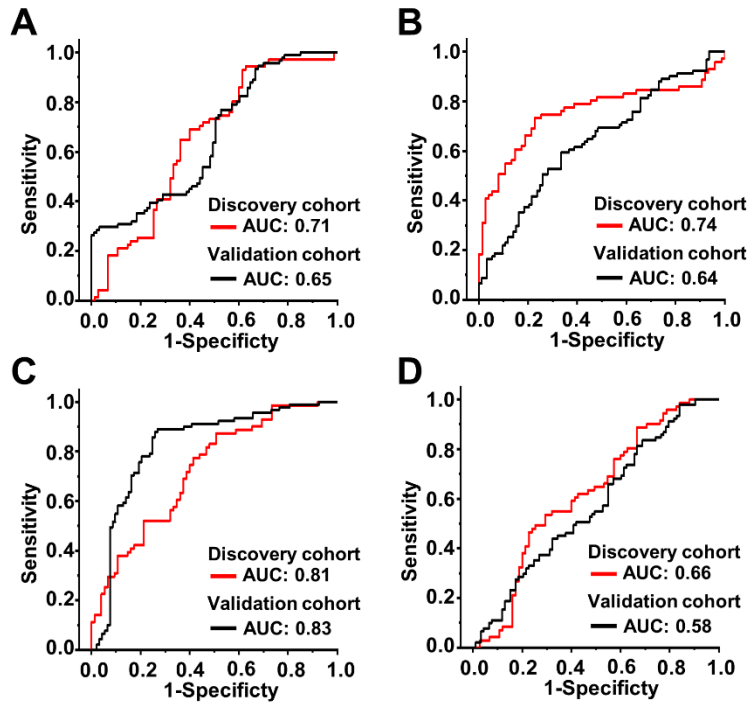 A
Sensitivity
1.0
0.8
0.6
0.4
0.2
0.0
Discovery cohort
AUC: 0.71
Validation cohort
AUC: 0.65
0.0 0.2 0.4 0.6 0.8 1.0
1-Specificty
B
Sensitivity
1.0
0.8
0.6
0.4
0.2
0.0
Discovery cohort
AUC: 0.74
Validation cohort
AUC: 0.64
0.0 0.2 0.4 0.6 0.8 1.0
1-Specificty
C
Sensitivity
1.0
0.8
0.6
0.4
0.2
0.0
Discovery cohort
AUC: 0.81
Validation cohort
AUC: 0.83
0.0 0.2 0.4 0.6 0.8 1.0
1-Specificty
D
Sensitivity
1.0
0.8
0.6
0.4
0.2
0.0
Discovery cohort
AUC: 0.66
Validation cohort
AUC: 0.58
0.0 0.2 0.4 0.6 0.8 1.0
1-Specificty